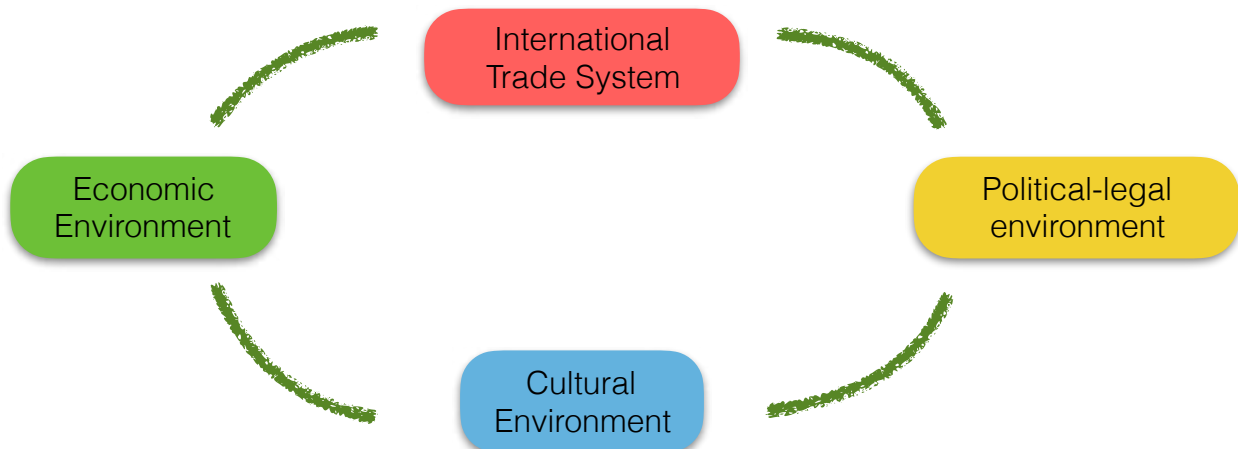 International
Trade System
Economic
Environment
Political-legal
environment
Cultural
Environment